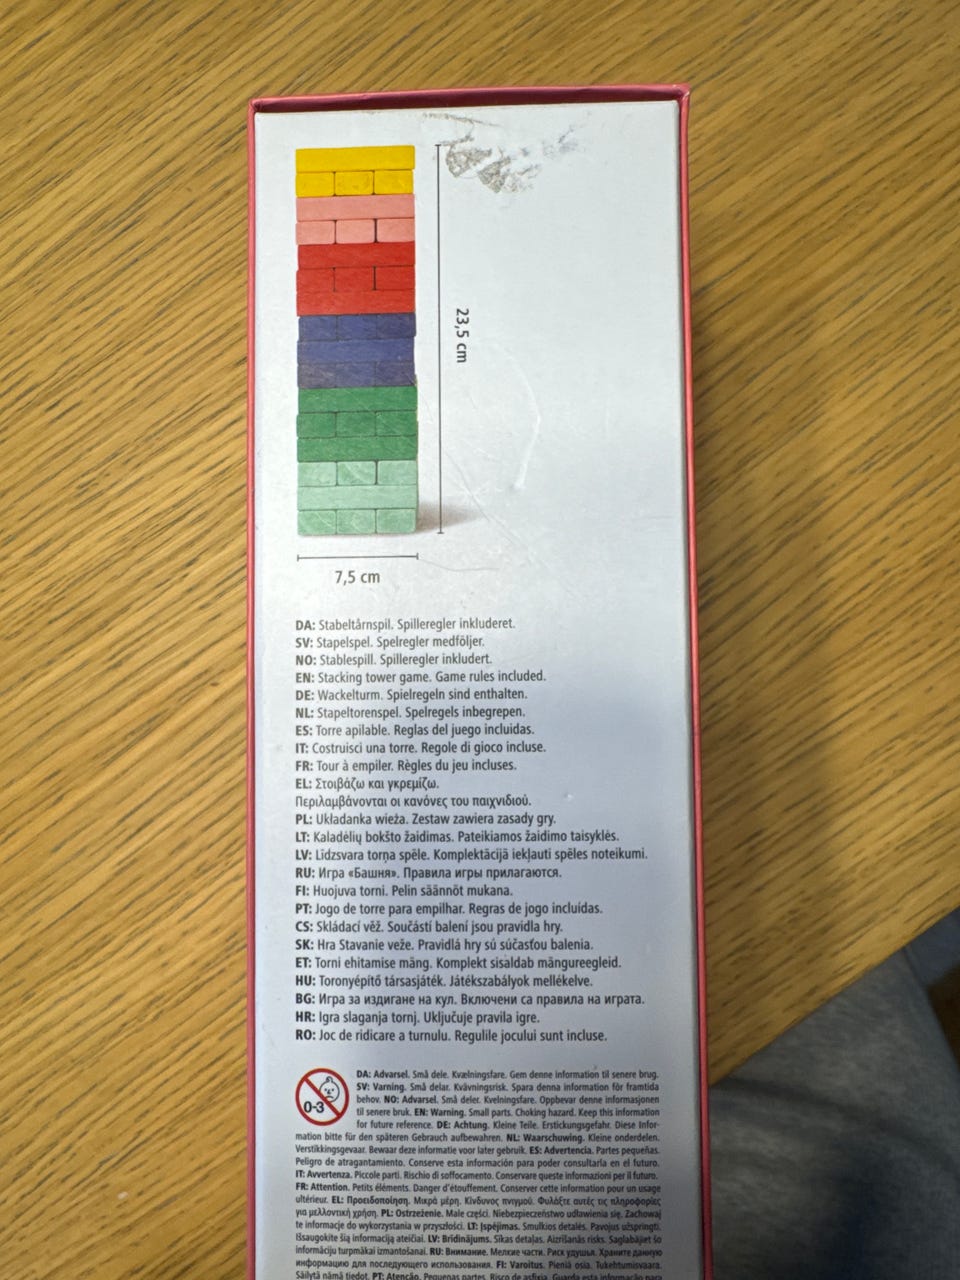 23,5 cm
7,5 cm
DA: Stabeltårnspil. Spilleregler inkluderet.
SV: Stapelspel. Spelregler medföljer.
NO: Stablespill. Spilleregler inkludert.
EN: Stacking tower game. Game rules included.
DE: Wackelturm. Spielregeln sind enthalten.
NL: Stapeltorenspel. Spelregels inbegrepen.
ES: Torre apilable. Reglas del juego incluidas.
IT: Costruisci una torre. Regole di gioco incluse.
FR: Tour à empiler. Règles du jeu incluses.
EL: Στοιβάζω και γκρεμίζω.
Περιλαμβάνονται οι κανόνες του παιχνιδιού.
PL: Układanka wieża. Zestaw zawiera zasady gry.
LT: Kaladėlių bokšto žaidimas. Pateikiamos žaidimo taisyklės.
LV: Līdzsvara torņa spēle. Komplektācijā iekļauti spēles noteikumi.
RU: Игра «Башня». Правила игры прилагаются.
FI: Huojuva torni. Pelin säännöt mukana.
PT: Jogo de torre para empilhar. Regras de jogo incluídas.
CS: Skládací věž. Součástí balení jsou pravidla hry.
SK: Hra Stavanie veže. Pravidlá hry sú súčasťou balenia.
ET: Torni ehitamise mäng. Komplekt sisaldab mängureegleid.
HU: Toronyépítő társasjáték. Játékszabályok mellékelve.
BG: Игра за издигане на кул. Включени са правила на играта.
HR: Igra slaganja tornj. Uključuje pravila igre.
RO: Joc de ridicare a turnulu. Regulile jocului sunt incluse.
0-3
DA: Advarsel. Små dele. Kvælningsfare. Gem denne information til senere brug.
SV: Varning. Små delar. Kvävningsrisk. Spara denna information för framtida
behov. NO: Advarsel. Små deler. Kvelningsfare. Oppbevar denne informasjonen
til senere bruk. EN: Warning. Small parts. Choking hazard. Keep this information
for future reference. DE: Achtung. Kleine Teile. Erstickungsgefahr. Diese Infor-
mation bitte für den späteren Gebrauch aufbewahren. NL: Waarschuwing. Kleine onderdelen.
Verstikkingsgevaar. Bewaar deze informatie voor later gebruik. ES: Advertencia. Partes pequeñas.
Peligro de atragantamiento. Conserve esta información para poder consultarla en el futuro.
IT: Avvertenza. Piccole parti. Rischio di soffocamento. Conservare queste informazioni per il futuro.
FR: Attention. Petits éléments. Danger d'étouffement. Conserver cette information pour un usage
ultérieur. EL: Προειδοποίηση. Μικρά μέρη. Κίνδυνος πνιγμού. Φυλάξτε αυτές τις πληροφορίες
για μελλοντική χρήση. PL: Ostrzeżenie. Małe części. Niebezpieczeństwo udławienia się. Zachowaj
te informacje do wykorzystania w przyszłości. LT: Įspėjimas. Smulkios detalės. Pavojus užspringti.
Išsaugokite šią informaciją ateičiai. LV: Brīdinājums. Sīkas detaļas. Aizrīšanās risks. Saglabājiet šo
informāciju turpmākai izmantošanai. RU: Внимание. Мелкие части. Риск удушья. Храните данную
информацию для последующего использования. FI: Varoitus. Pieniä osia. Tukehtumisvaara.
Säilytä nämä tiedot. PT: Atenção. Pequenas partes. Risco de asfixia. Guarda esta informação para